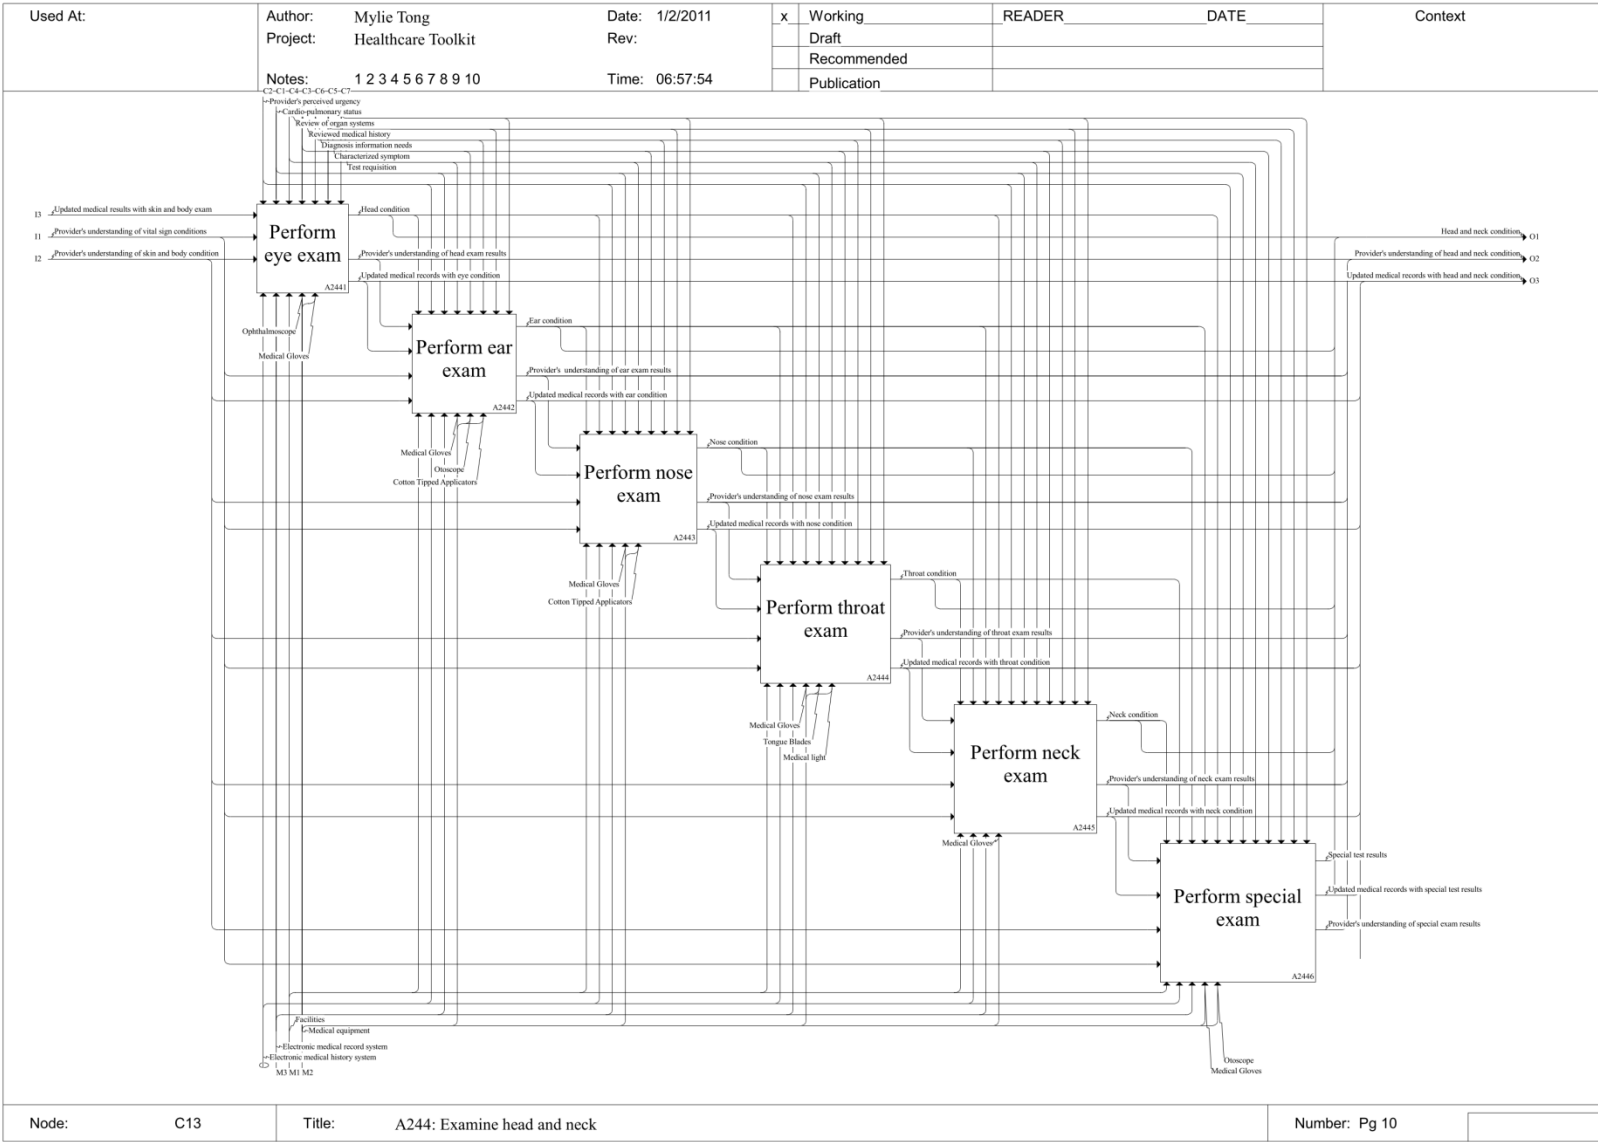 Used At:
Author: Mylie Tong
Date: 1/2/2011
x Working
READER
DATE
Context
Project: Healthcare Toolkit
Rev:
Draft
Recommended
Notes: 1 2 3 4 5 6 7 8 9 10
Time: 06:57:54
Publication
C2 C1 C4 C3 C6 C5 C7
Provider's perceived urgency
Cardio-pulmonary status
Review of organ systems
Reviewed medical history
Diagnosis information needs
Characterized symptom
Test requisition
I3 Updated medical results with skin and body exam
I1 Provider's understanding of vital sign conditions
I2 Provider's understanding of skin and body condition
Perform
eye exam
A2441
Head condition
Provider's understanding of head exam results
Updated medical records with eye condition
Head and neck condition O1
Provider's understanding of head and neck condition O2
Updated medical records with head and neck condition O3
Ophthalmoscope
Medical Gloves
Perform ear
exam
A2442
Ear condition
Provider's understanding of ear exam results
Updated medical records with ear condition
Medical Gloves
Otoscope
Cotton Tipped Applicators
Perform nose
exam
A2443
Nose condition
Provider's understanding of nose exam results
Updated medical records with nose condition
Medical Gloves
Cotton Tipped Applicators
Perform throat
exam
A2444
Throat condition
Provider's understanding of throat exam results
Updated medical records with throat condition
Medical Gloves
Tongue Blades
Medical light
Perform neck
exam
A2445
Neck condition
Provider's understanding of neck exam results
Updated medical records with neck condition
Medical Gloves
Perform special
exam
A2446
Special test results
Updated medical records with special test results
Provider's understanding of special exam results
Otoscope
Medical Gloves
Facilities
Medical equipment
Electronic medical record system
Electronic medical history system
M3 M1 M2
Node: C13
Title: A244: Examine head and neck
Number: Pg 10